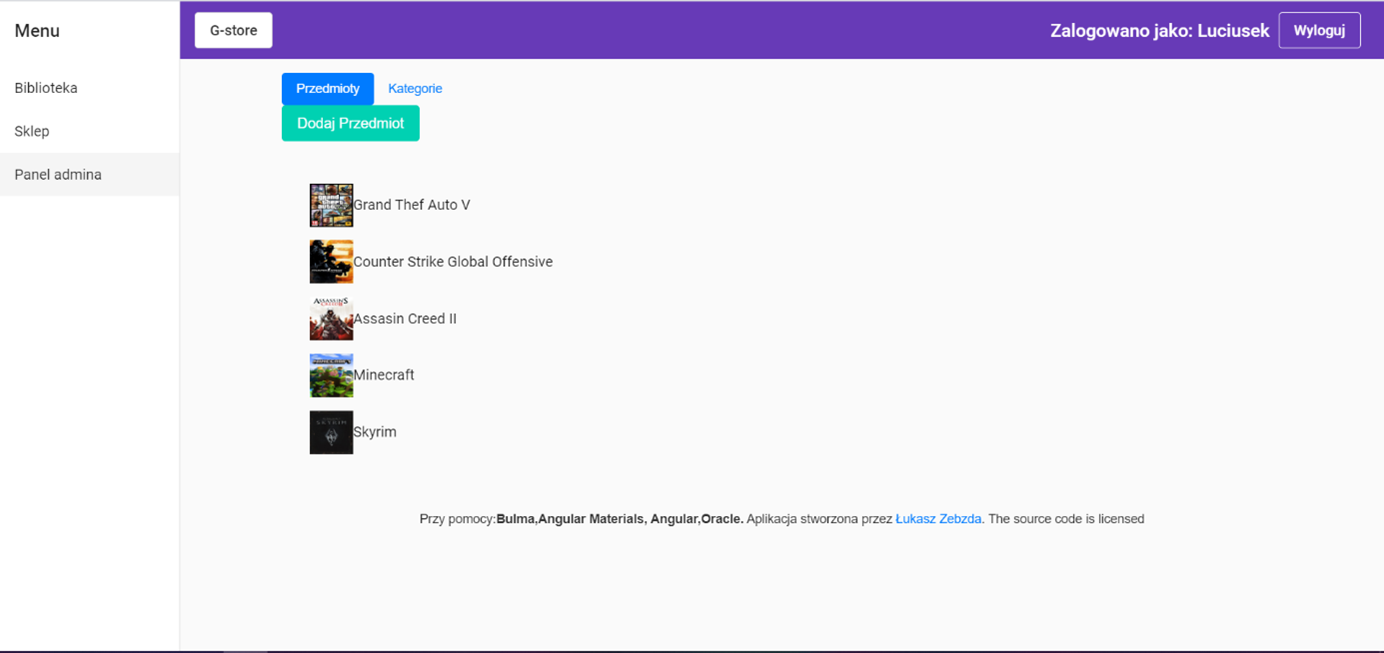 Menu
G-store
Zalogowano jako: Luciusek
Wyloguj
Biblioteka
Sklep
Panel admina
Przedmioty
Kategorie
Dodaj Przedmiot
Grand Thef Auto V
Counter Strike Global Offensive
Assasin Creed II
Minecraft
Skyrim
Przy pomocy:Bulma,Angular Materials, Angular,Oracle. Aplikacja stworzona przez Łukasz Zebzda. The source code is licensed